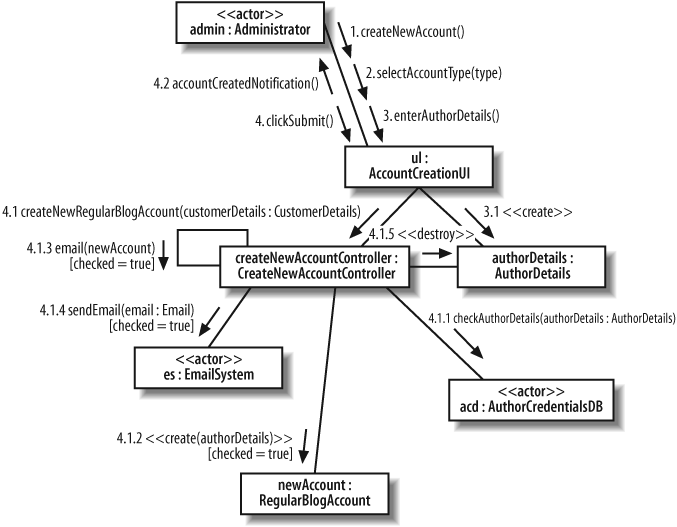 <<actor>>
admin : Administrator
1. createNewAccount()
2. selectAccountType(type)
4.2 accountCreatedNotification()
3. enterAuthorDetails()
4. clickSubmit()
ul :
AccountCreationUI
4.1 createNewRegularBlogAccount(customerDetails : CustomerDetails)
3.1 <<create>>
4.1.5 <<destroy>>
4.1.3 email(newAccount)
[checked = true]
createNewAccountController :
CreateNewAccountController
authorDetails :
AuthorDetails
4.1.4 sendEmail(email : Email)
[checked = true]
4.1.1 checkAuthorDetails(authorDetails : AuthorDetails)
<<actor>>
es : EmailSystem
<<actor>>
acd : AuthorCredentialsDB
4.1.2 <<create(authorDetails)>>
[checked = true]
newAccount :
RegularBlogAccount